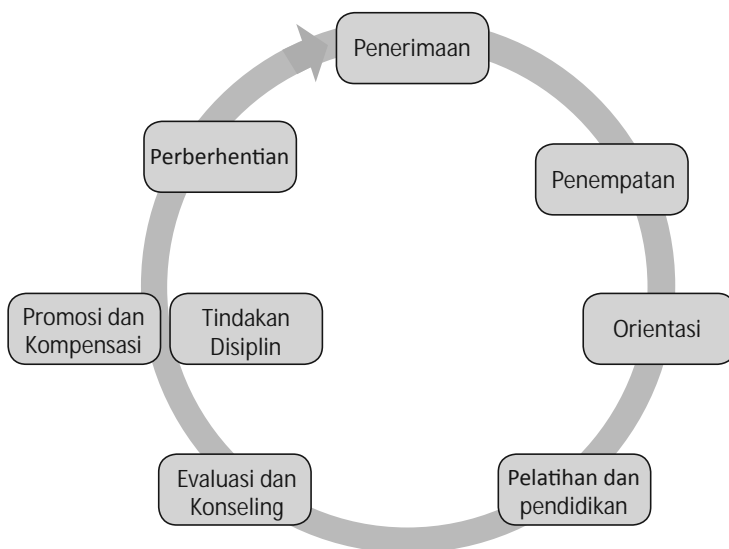 Penerimaan
Penempatan
Orientasi
Pelatihan dan
pendidikan
Evaluasi dan
Konseling
Tindakan
Disiplin
Promosi dan
Kompensasi
Perberhentian